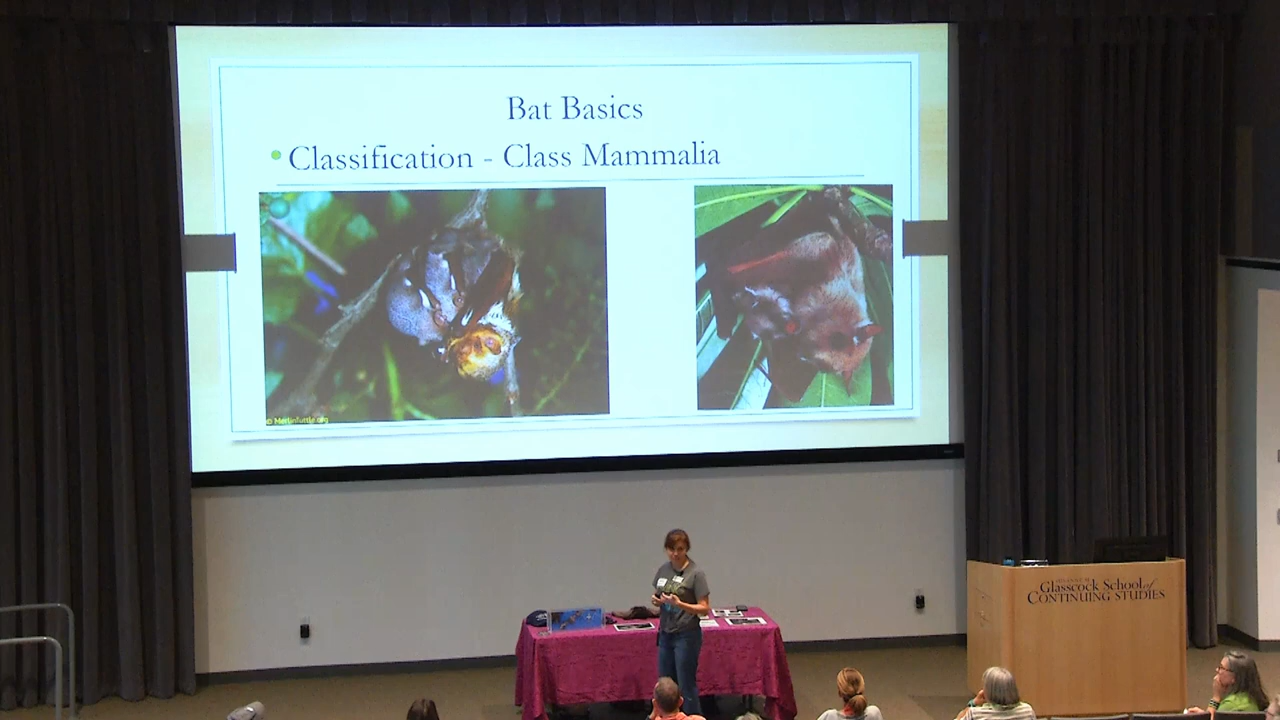 Bat Basics
• Classification - Class Mammalia
© Merlintuttle.org
Glasscock School of
CONTINUING STUDIES